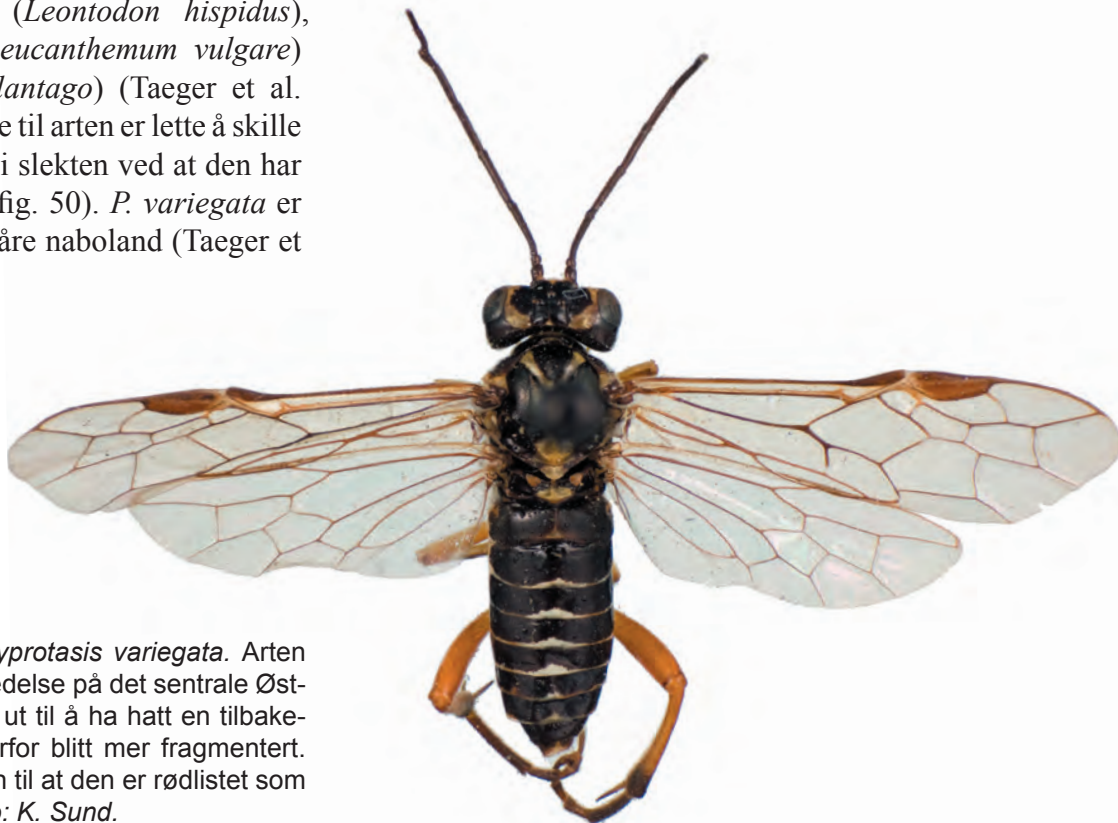 (Leontodon hispidus),
eucanthemum vulgare)
lantago) (Taeger et al.
e til arten er lette å skille
i slekten ved at den har
fig. 50). P. variegata er
åre naboland (Taeger et
yprotasis variegata. Arten
edelse på det sentrale Øst-
ut til å ha hatt en tilbake-
rfor blitt mer fragmentert.
n til at den er rødlistet som
o: K. Sund.